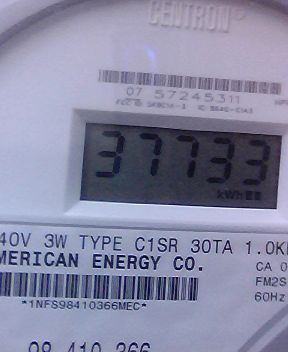 CENTRON®
07 57245311
37733
kWh
40V 3W TYPE C1SR 30TA 1.0K
MERICAN ENERGY CO.
CA 0
FM2S
60Hz
*1NFS98410366MEC*
08 410 366